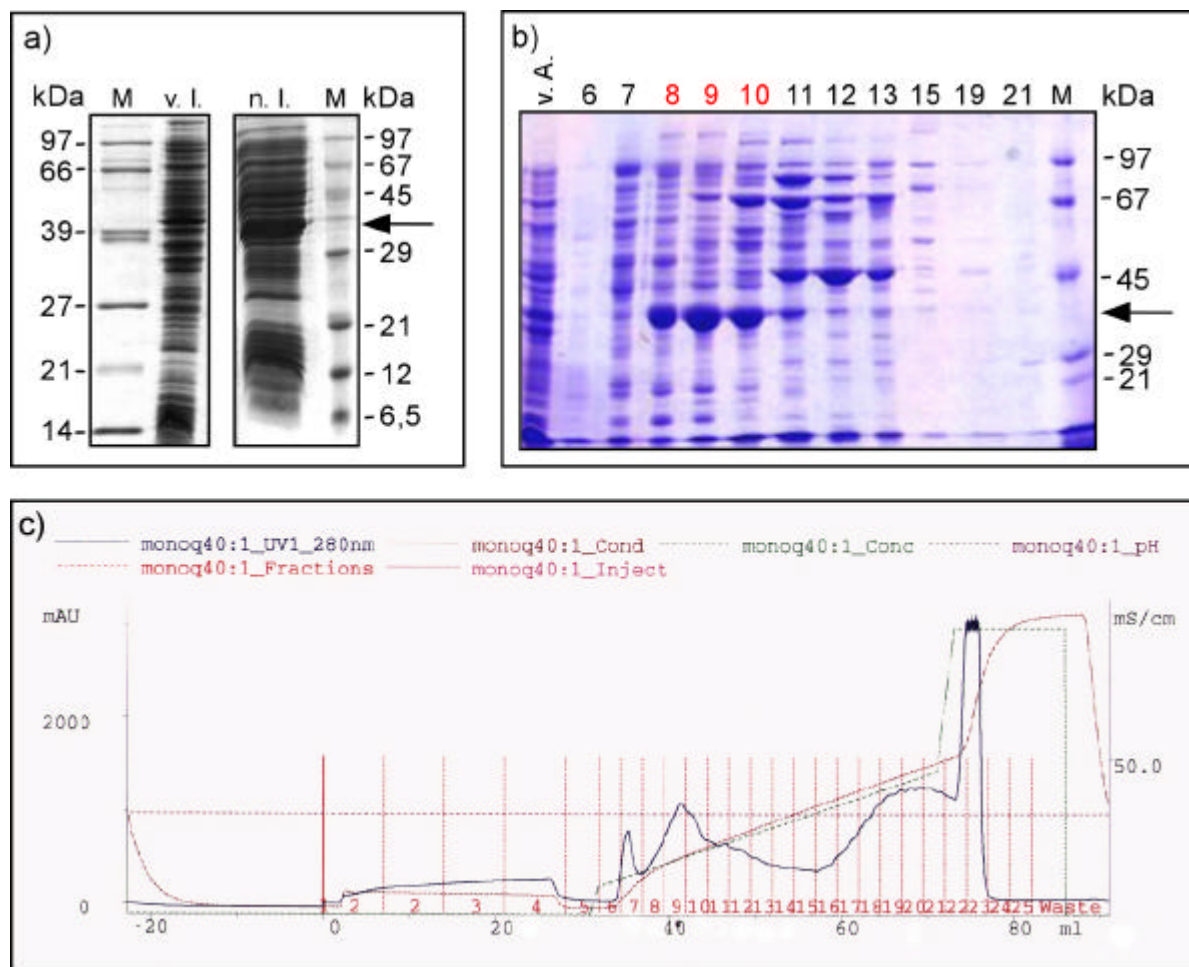 a)
kDa M v. I. n. I. M kDa
97- -97
66- -67
-45
39-
-29
27-
-21
21- -12
-6,5
14-
b)
v. A. 6 7 8 9 10 11 12 13 15 19 21 M kDa
-97
-67
-45
-29
-21
c)
monoq40:1_UV1_280nm monoq40:1_Cond monoq40:1_Conc monoq40:1_pH
monoq40:1_Fractions monoq40:1_Inject
mAU mS/cm
2000
50.0
0
2 2 3 4 5 6 7 8 9 10 11 12 13 14 15 16 17 18 19 20 21 22 23 24 25 Waste
-20 0 20 40 60 80 ml